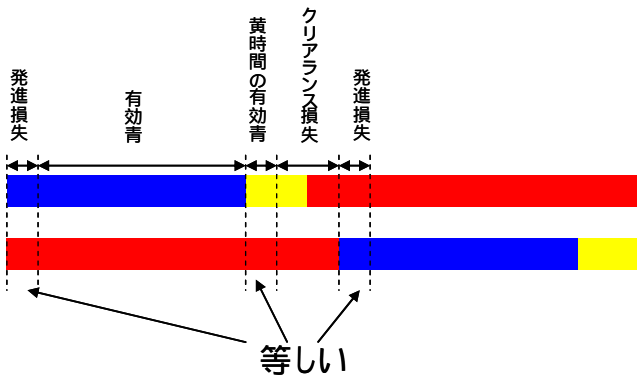 発進損失
有効青
黄時間の有効青
クリアランス損失
発進損失
等しい